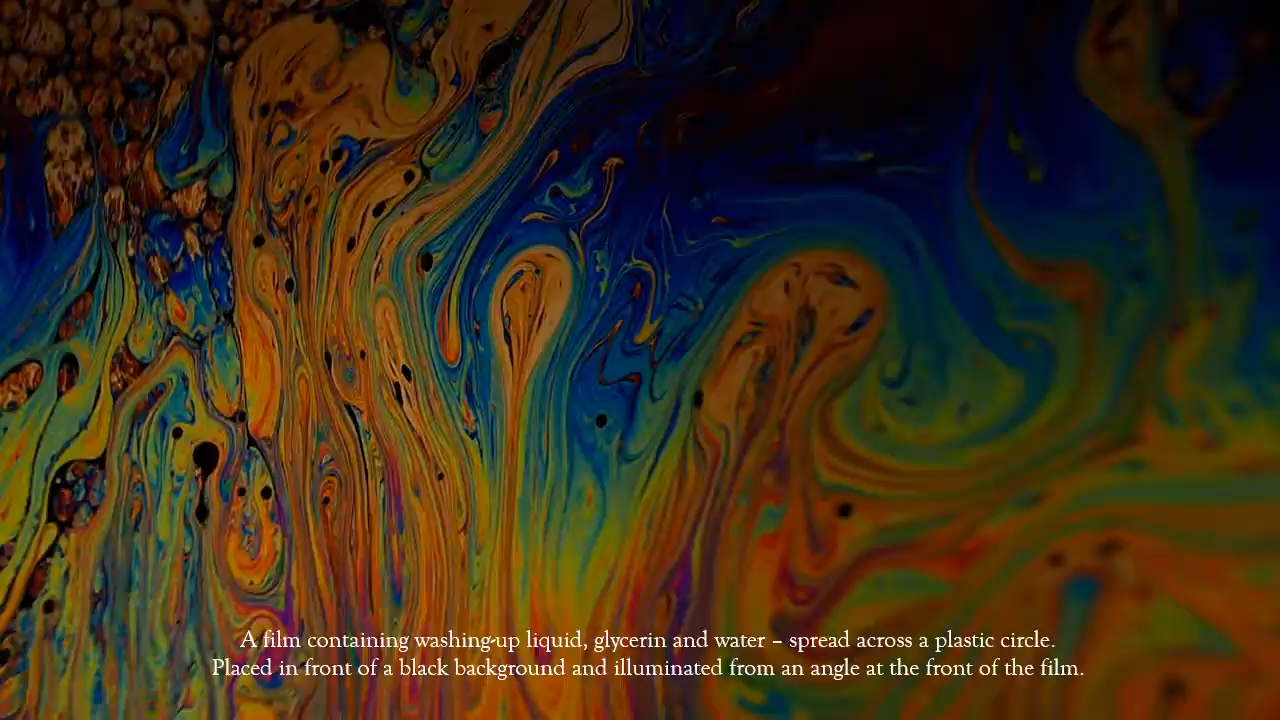 A film containing washing-up liquid, glycerin and water – spread across a plastic circle.
Placed in front of a black background and illuminated from an angle at the front of the film.